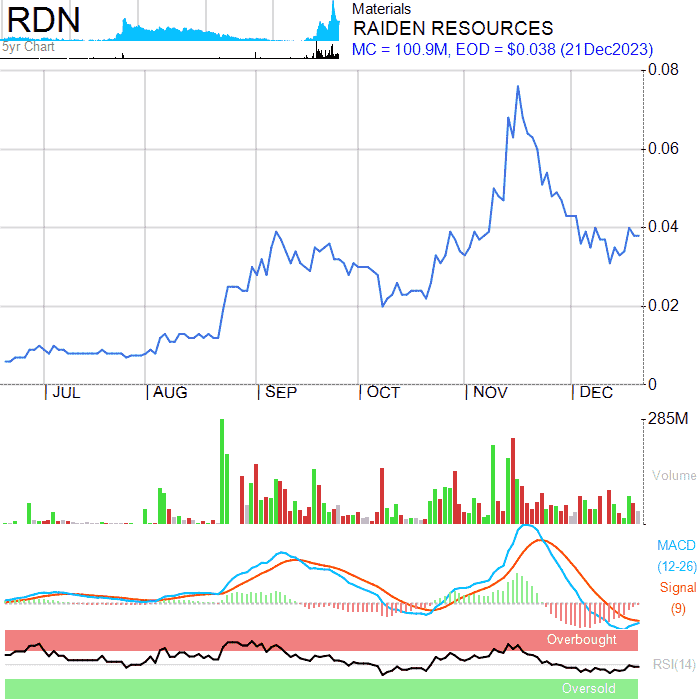 RDN
5yr Chart
Materials
RAIDEN RESOURCES
MC = 100.9M, EOD = $0.038 (21Dec2023)
0.08
0.06
0.04
0.02
0
| JUL | AUG | SEP | OCT | NOV | DEC
285M
Volume
MACD
(12-26)
Signal
(9)
Overbought
RSI(14)
Oversold